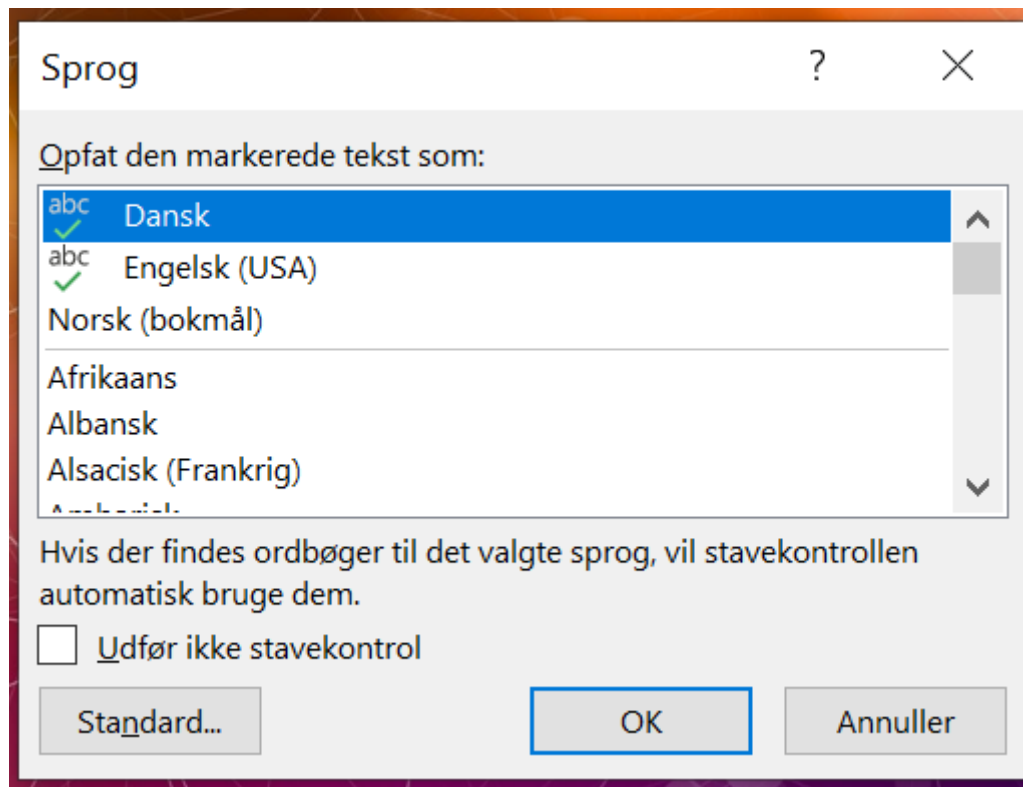 Sprog
?
Opfat den markerede tekst som:
abc Dansk
abc Engelsk (USA)
Norsk (bokmål)
Afrikaans
Albansk
Alsacisk (Frankrig)
Hvis der findes ordbøger til det valgte sprog, vil stavekontrollen
automatisk bruge dem.
Udfør ikke stavekontrol
Standard... OK Annuller